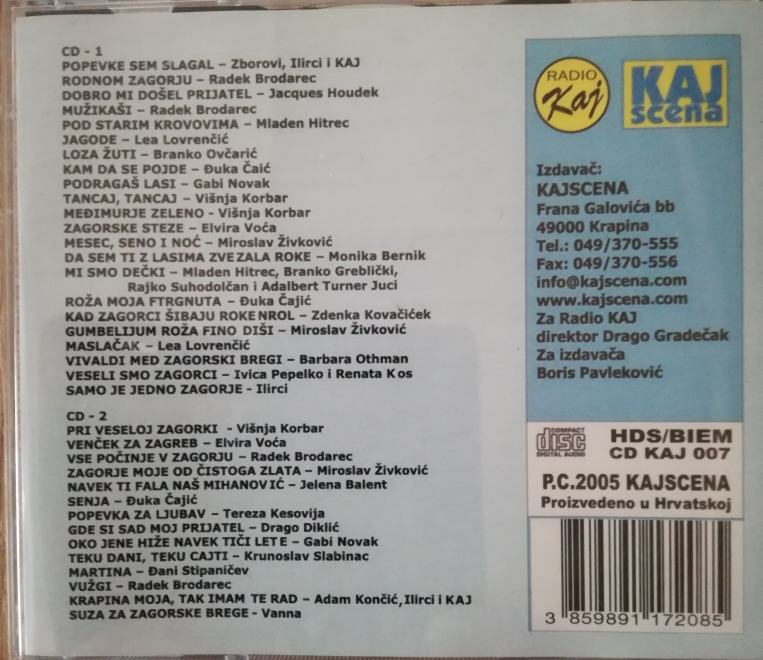 CD - 1
POPEVKE SEM SLAGAL – Zborovi, Ilirci i KAJ
RODNOM ZAGORJU – Radek Brodarec
DOBRO MI DOŠEL PRIJATEL – Jacques Houdek
MUŽIKAŠI – Radek Brodarec
POD STARIM KROVOVIMA – Mladen Hitrec
JAGODE – Lea Lovrenčić
LOZA ŽUTI – Branko Ovčarić
KAM DA SE POJDE – Đuka Čaić
PODRAGAŠ LASI – Gabi Novak
TANCAJ, TANCAJ – Višnja Korbar
MEĐIMURJE ZELENO - Višnja Korbar
ZAGORSKE STEZE – Elvira Voća
MESEC, SENO I NOĆ – Miroslav Živković
DA SEM TI Z LASIMA ZVEZALA ROKE – Monika Bernik
MI SMO DEČKI – Mladen Hitrec, Branko Greblički,
Rajko Suhodolčan i Adalbert Turner Juci
ROŽA MOJA FTRGNUTA – Đuka Čajić
KAD ZAGORCI ŠIBAJU ROKENROL – Zdenka Kovačićek
GUMBELIJUM ROŽA FINO DIŠI – Miroslav Živković
MASLAČAK – Lea Lovrenčić
VIVALDI MED ZAGORSKI BREGI – Barbara Othman
VESELI SMO ZAGORCI – Ivica Pepelko i Renata Kos
SAMO JE JEDNO ZAGORJE - Ilirci
CD - 2
PRI VESELOJ ZAGORKI - Višnja Korbar
VENČEK ZA ZAGREB – Elvira Voća
VSE POČINJE V ZAGORJU – Radek Brodarec
ZAGORJE MOJE OD ČISTOGA ZLATA – Miroslav Živković
NAVEK TI FALA NAŠ MIHANOVIĆ – Jelena Balent
SENJA – Đuka Čajić
POPEVKA ZA LJUBAV – Tereza Kesovija
GDE SI SAD MOJ PRIJATEL – Drago Diklić
OKO JENE HIŽE NAVEK TIČI LETE – Gabi Novak
TEKU DANI, TEKU CAJTI – Krunoslav Slabinac
MARTINA – Đani Stipaničev
VUŽGI – Radek Brodarec
KRAPINA MOJA, TAK IMAM TE RAD – Adam Končić, Ilirci i KAJ
SUZA ZA ZAGORSKE BREGE - Vanna
RADIO
Kaj
KAJ
scena
Izdavač:
KAJSCENA
Frana Galovića bb
49000 Krapina
Tel.: 049/370-555
Fax: 049/370-556
info@kajscena.com
www.kajscena.com
Za Radio KAJ
direktor Drago Gradečak
Za izdavača
Boris Pavleković
COMPACT
disc
DIGITAL AUDIO
HDS/BIEM
CD KAJ 007
P.C.2005 KAJSCENA
Proizvedeno u Hrvatskoj
3 859891 172085